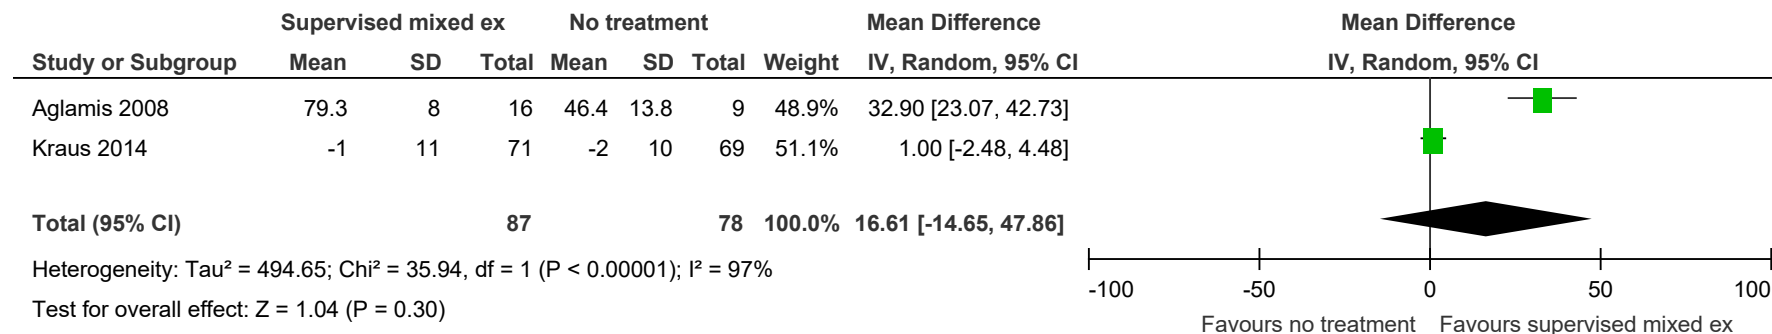 Supervised mixed ex No treatment Mean Difference Mean Difference
Study or Subgroup Mean SD Total Mean SD Total Weight IV, Random, 95% CI IV, Random, 95% CI
Aglamis 2008 79.3 8 16 46.4 13.8 9 48.9% 32.90 [23.07, 42.73]
Kraus 2014 -1 11 71 -2 10 69 51.1% 1.00 [-2.48, 4.48]
Total (95% CI) 87 78 100.0% 16.61 [-14.65, 47.86]
Heterogeneity: Tau² = 494.65; Chi² = 35.94, df = 1 (P < 0.00001); I² = 97%
Test for overall effect: Z = 1.04 (P = 0.30)
-100 -50 0 50 100
Favours no treatment Favours supervised mixed ex